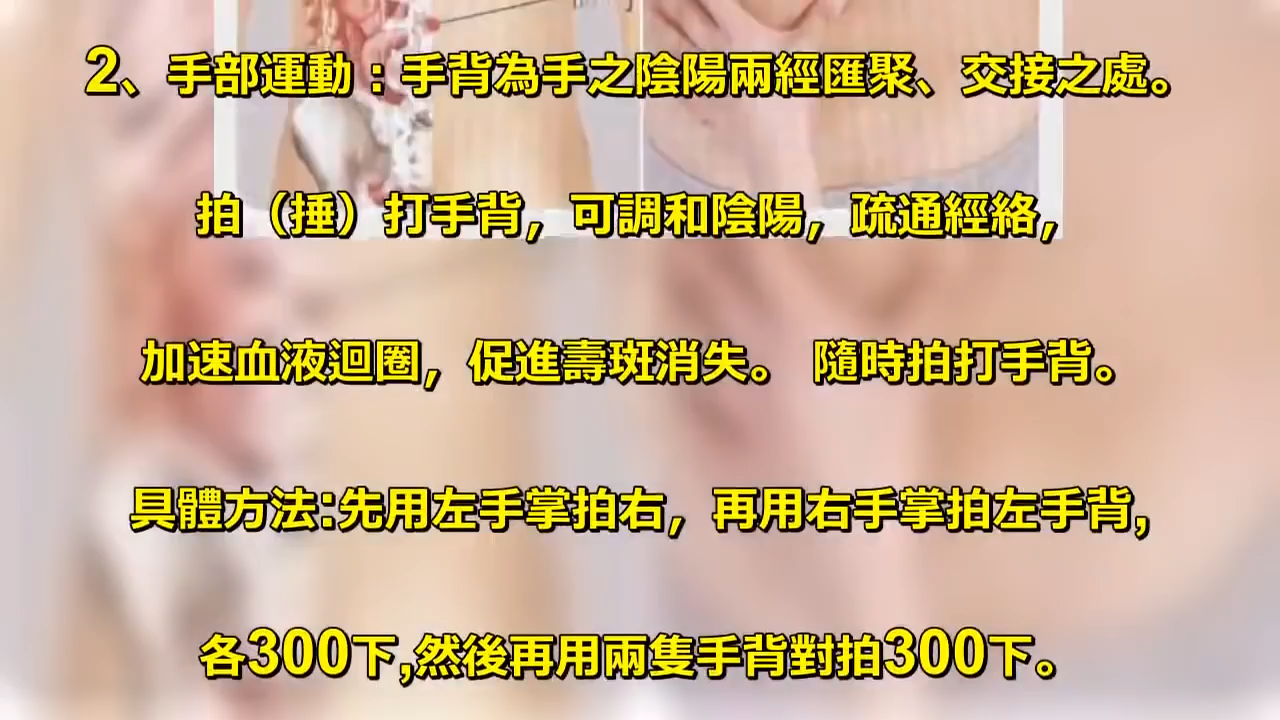 2、手部運動：手背為手之陰陽兩經匯聚、交接之處。
拍（捶）打手背，可調和陰陽，疏通經絡，
加速血液迴圈，促進壽斑消失。 隨時拍打手背。
具體方法:先用左手掌拍右，再用右手掌拍左手背,
各300下,然後再用兩隻手背對拍300下。